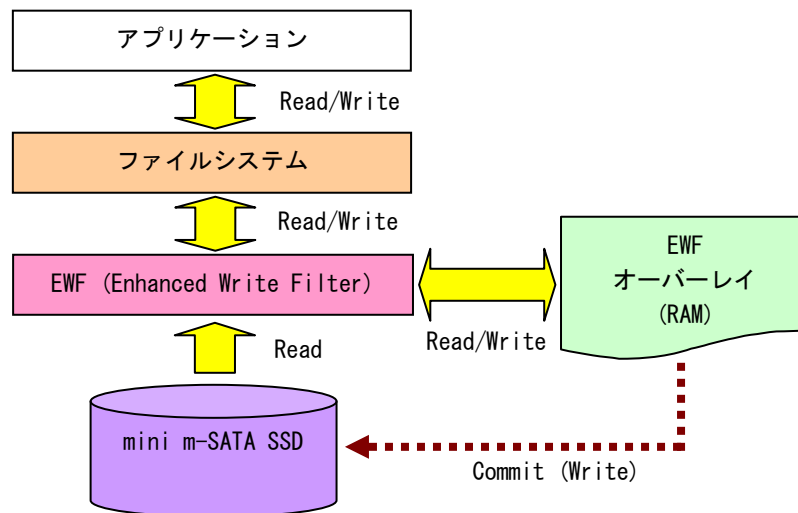 アプリケーション
Read/Write
ファイルシステム
Read/Write
EWF (Enhanced Write Filter)
EWF
オーバーレイ
(RAM)
Read/Write
Read
mini m-SATA SSD
Commit (Write)